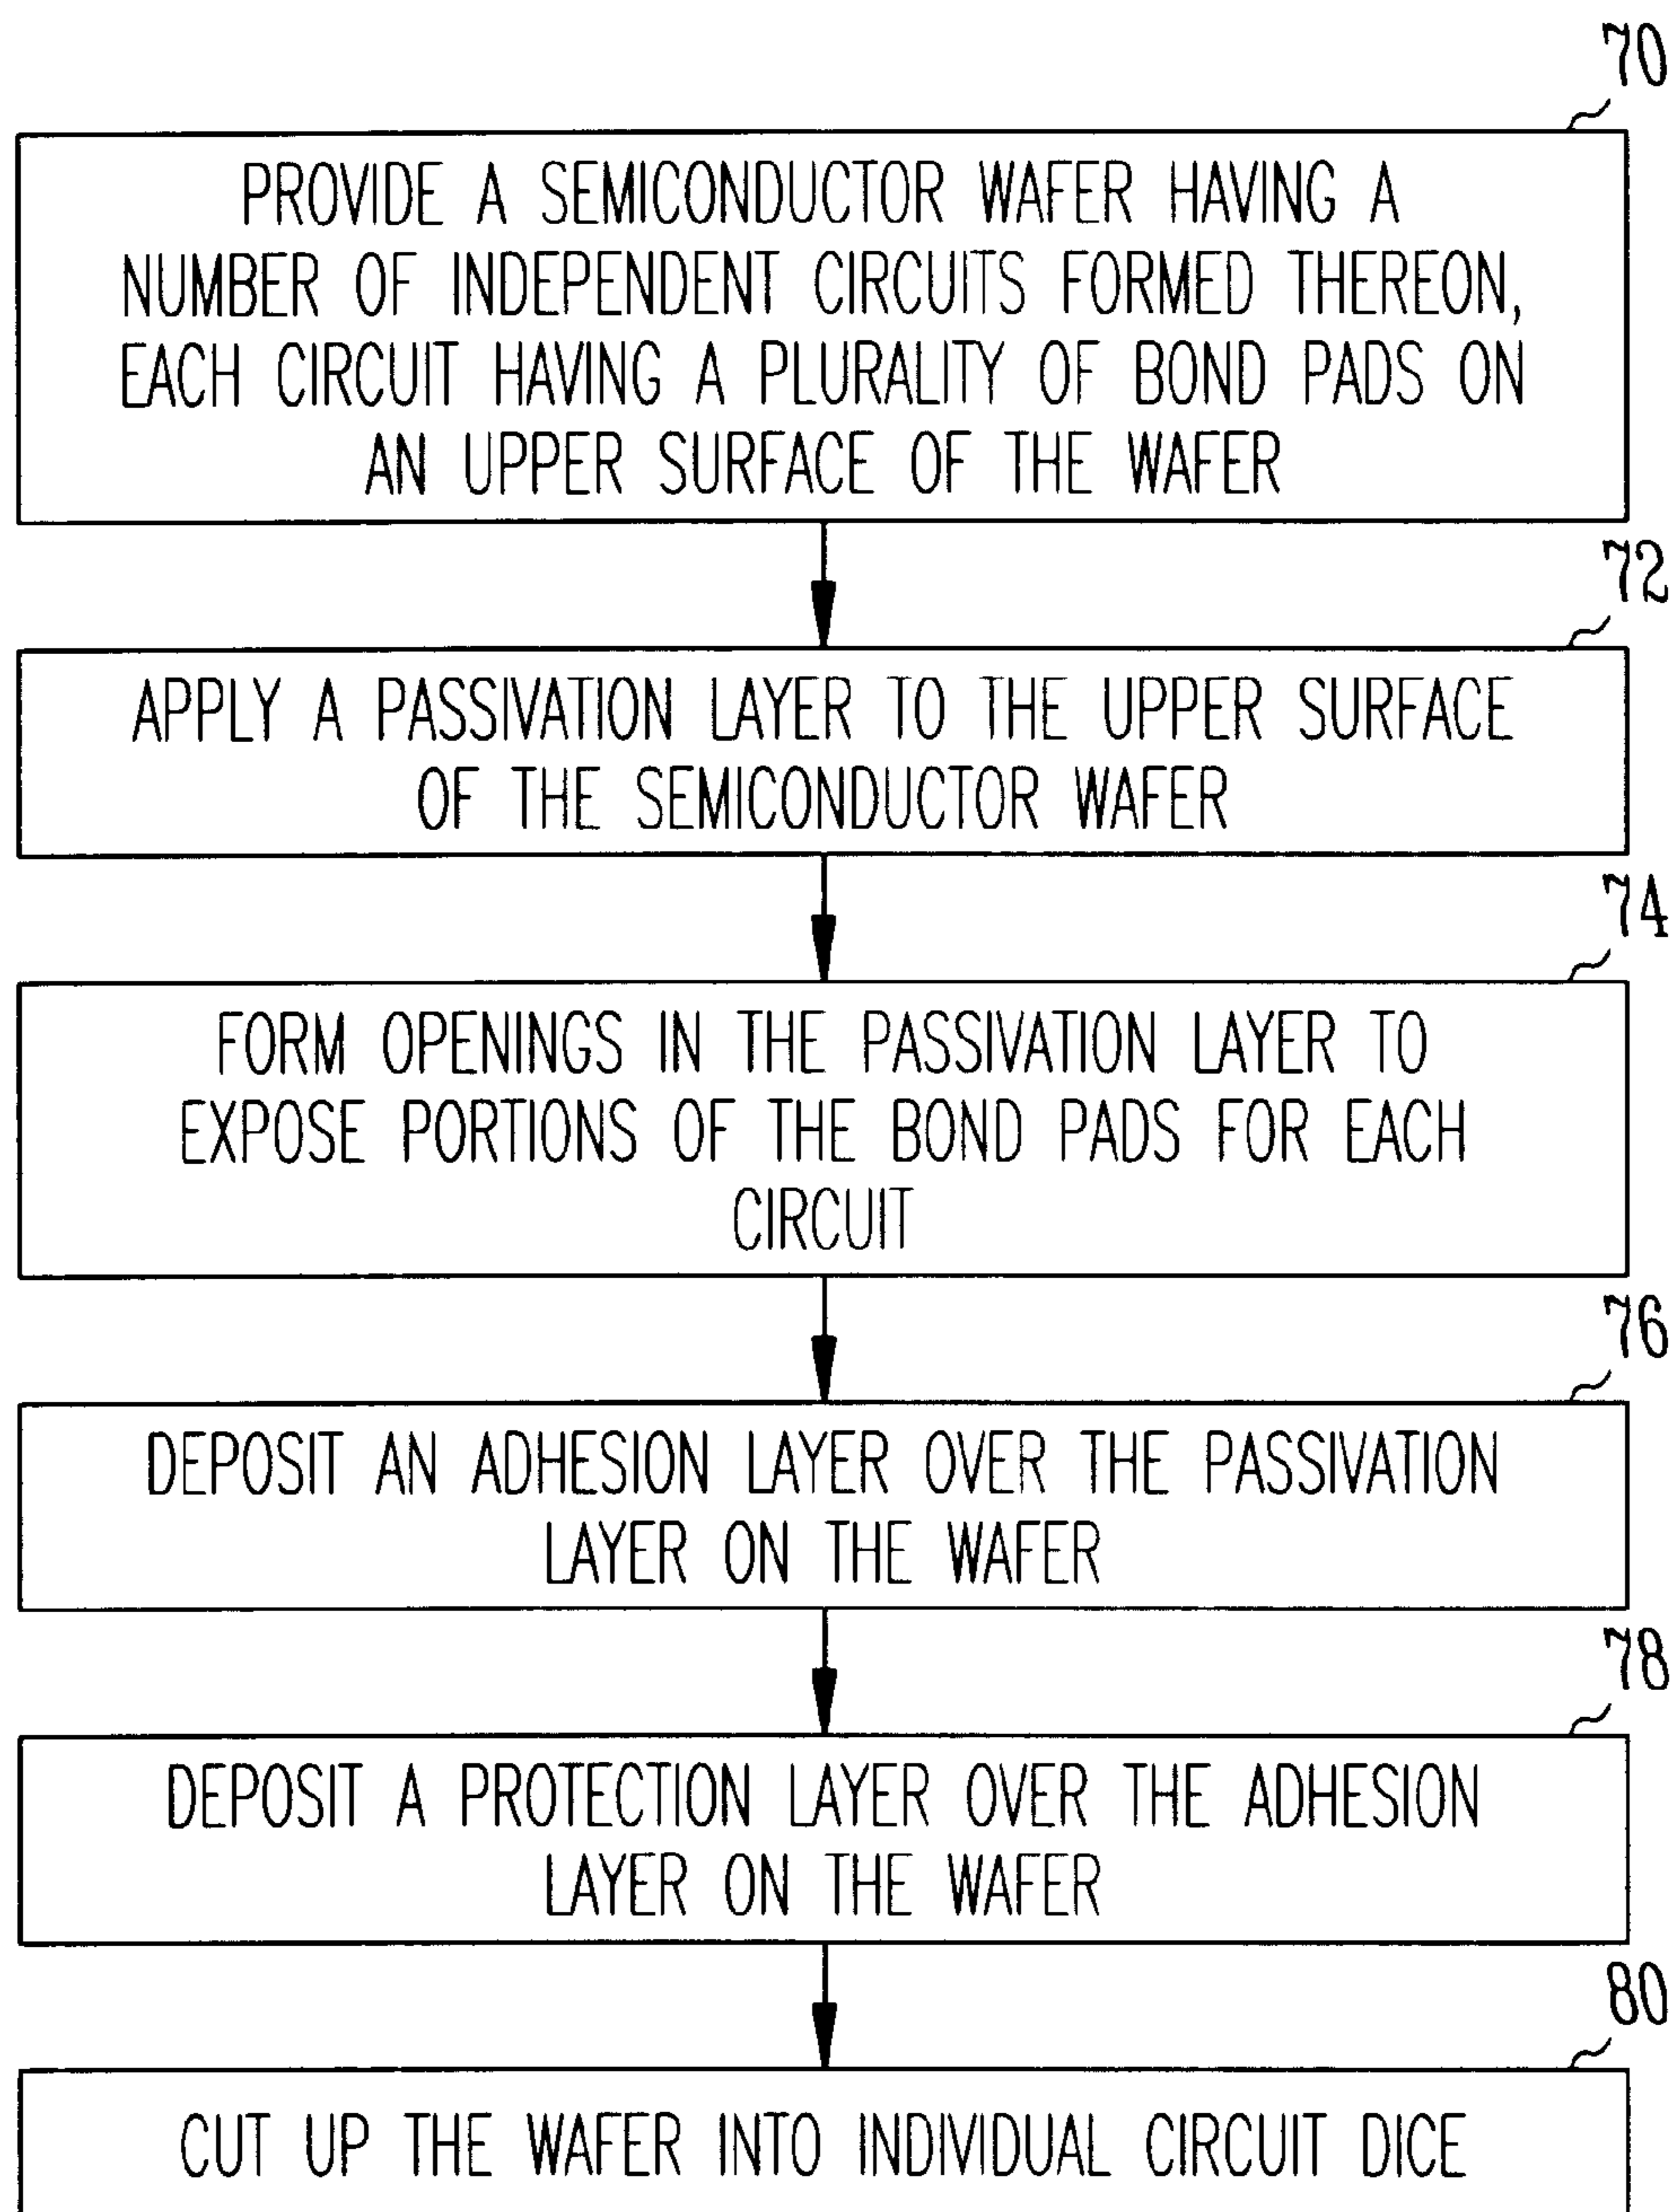 70
PROVIDE A SEMICONDUCTOR WAFER HAVING A
NUMBER OF INDEPENDENT CIRCUITS FORMED THEREON,
EACH CIRCUIT HAVING A PLURALITY OF BOND PADS ON
AN UPPER SURFACE OF THE WAFER
72
APPLY A PASSIVATION LAYER TO THE UPPER SURFACE
OF THE SEMICONDUCTOR WAFER
74
FORM OPENINGS IN THE PASSIVATION LAYER TO
EXPOSE PORTIONS OF THE BOND PADS FOR EACH
CIRCUIT
76
DEPOSIT AN ADHESION LAYER OVER THE PASSIVATION
LAYER ON THE WAFER
78
DEPOSIT A PROTECTION LAYER OVER THE ADHESION
LAYER ON THE WAFER
80
CUT UP THE WAFER INTO INDIVIDUAL CIRCUIT DICE